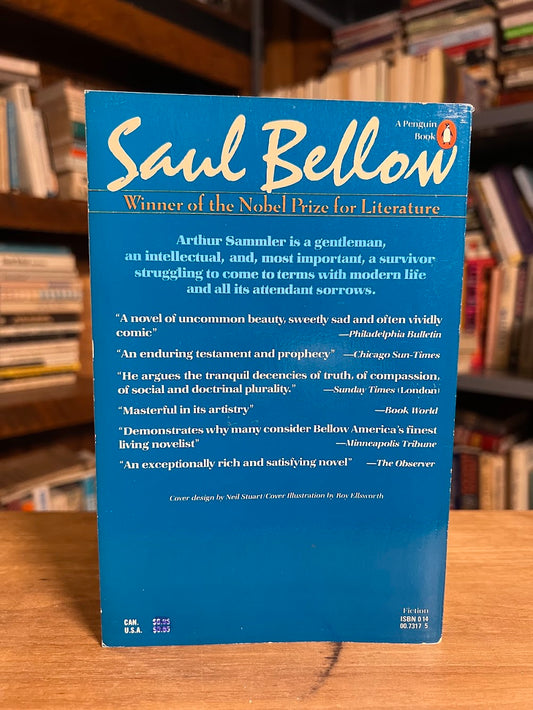 A Penguin
Book
Saul Bellow
Winner of the Nobel Prize for Literature
Arthur Sammler is a gentleman,
an intellectual, and, most important, a survivor
struggling to come to terms with modern life
and all its attendant sorrows.
“A novel of uncommon beauty, sweetly sad and often vividly
comic” —Philadelphia Bulletin
“An enduring testament and prophecy” —Chicago Sun-Times
“He argues the tranquil decencies of truth, of compassion,
of social and doctrinal plurality.” —Sunday Times (London)
“Masterful in its artistry” —Book World
“Demonstrates why many consider Bellow America's finest
living novelist” —Minneapolis Tribune
“An exceptionally rich and satisfying novel” —The Observer
Cover design by Neil Stuart/Cover Illustration by Roy Ellsworth
Fiction
CAN.
ISBN 0 14
U.S.A.
00.7317 5